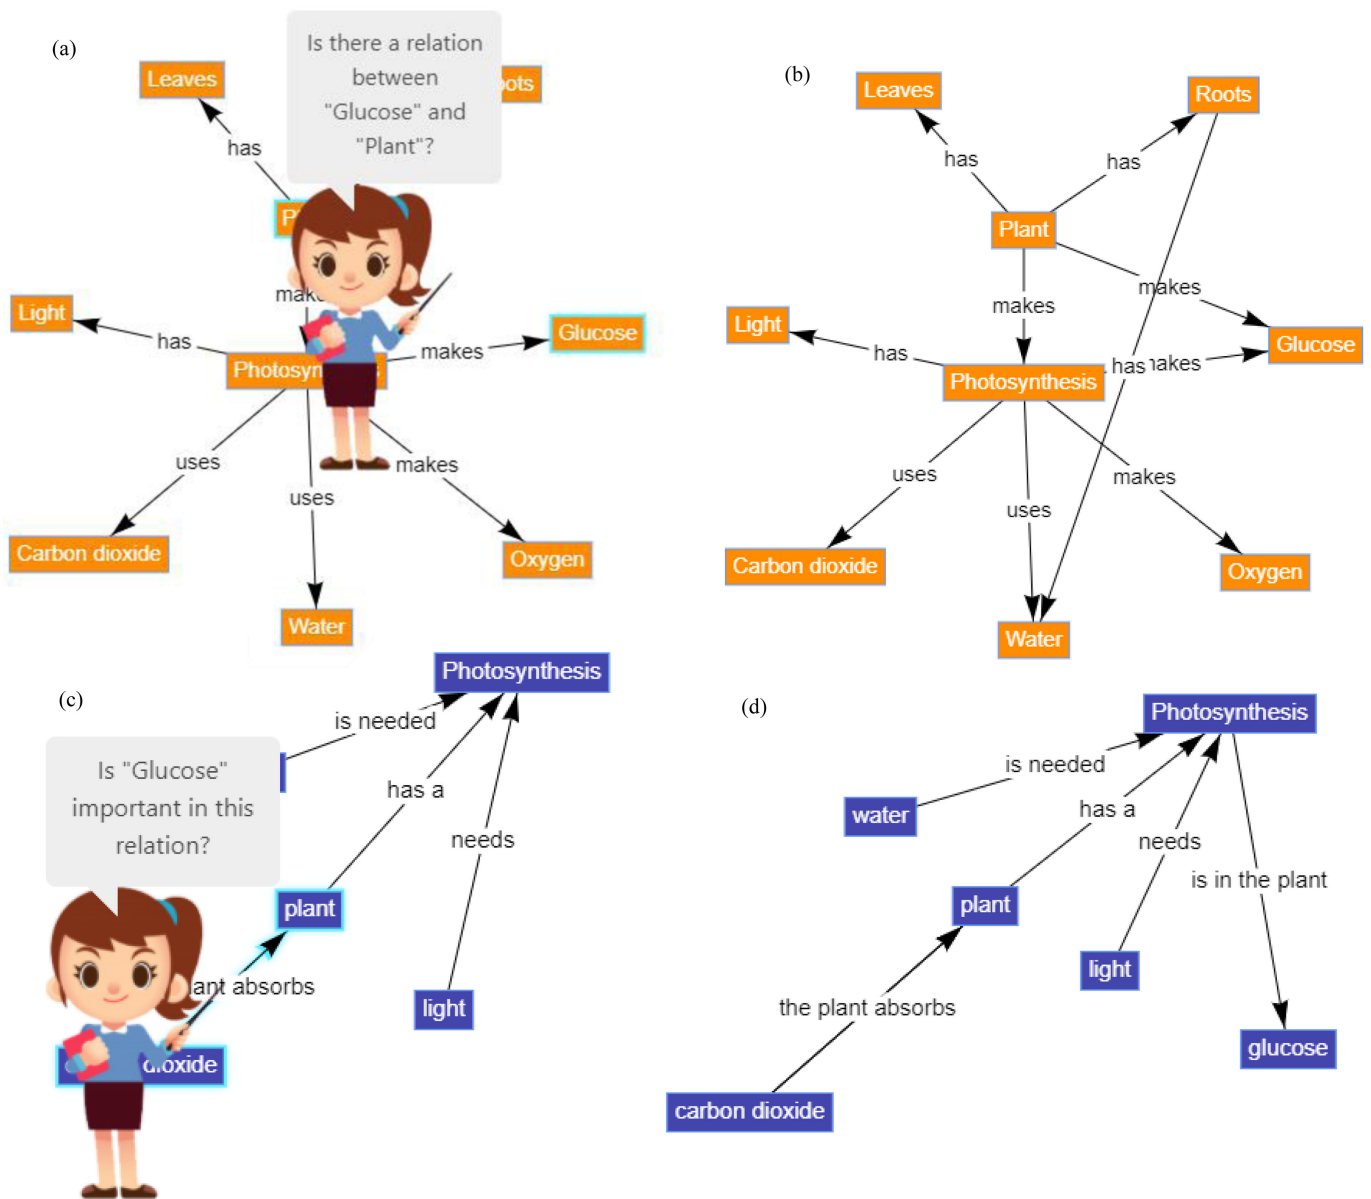 (a)
Is there a relation
between
"Glucose" and
"Plant"?
Leaves
has
Light
has
makes
Glucose
uses
uses
makes
Carbon dioxide
Oxygen
Water
(b)
Leaves
Roots
has
has
Plant
makes
makes
Light
has
Glucose
has
Photosynthesis
uses
makes
uses
Carbon dioxide
Oxygen
Water
(c)
Photosynthesis
is needed
Is "Glucose"
important in this
relation?
has a
needs
plant
absorbs
light
dioxide
(d)
Photosynthesis
is needed
water
has a
needs
is in the plant
plant
light
the plant absorbs
glucose
carbon dioxide